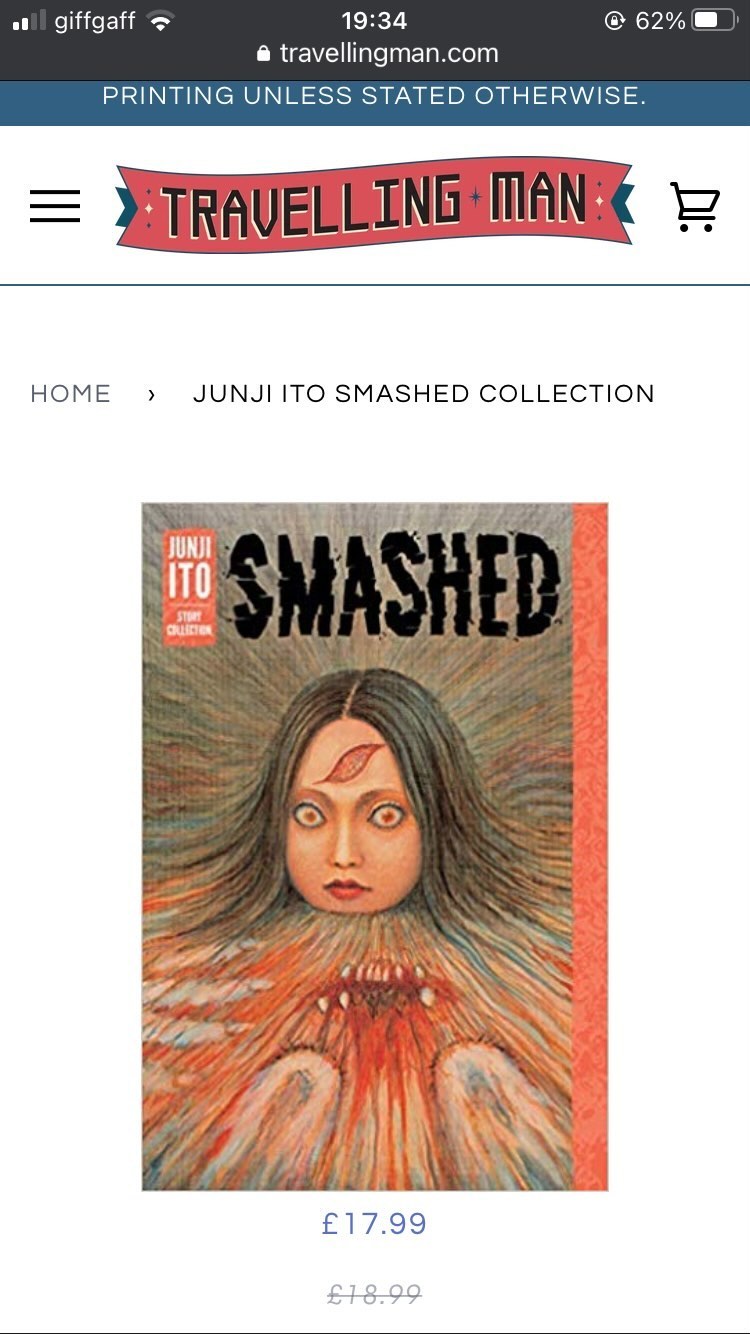 giffgaff 19:34 62%
travellingman.com
PRINTING UNLESS STATED OTHERWISE.
TRAVELLING MAN
HOME › JUNJI ITO SMASHED COLLECTION
JUNJI
ITO
STORY
COLLECTION
SMASHED
£17.99
£18.99